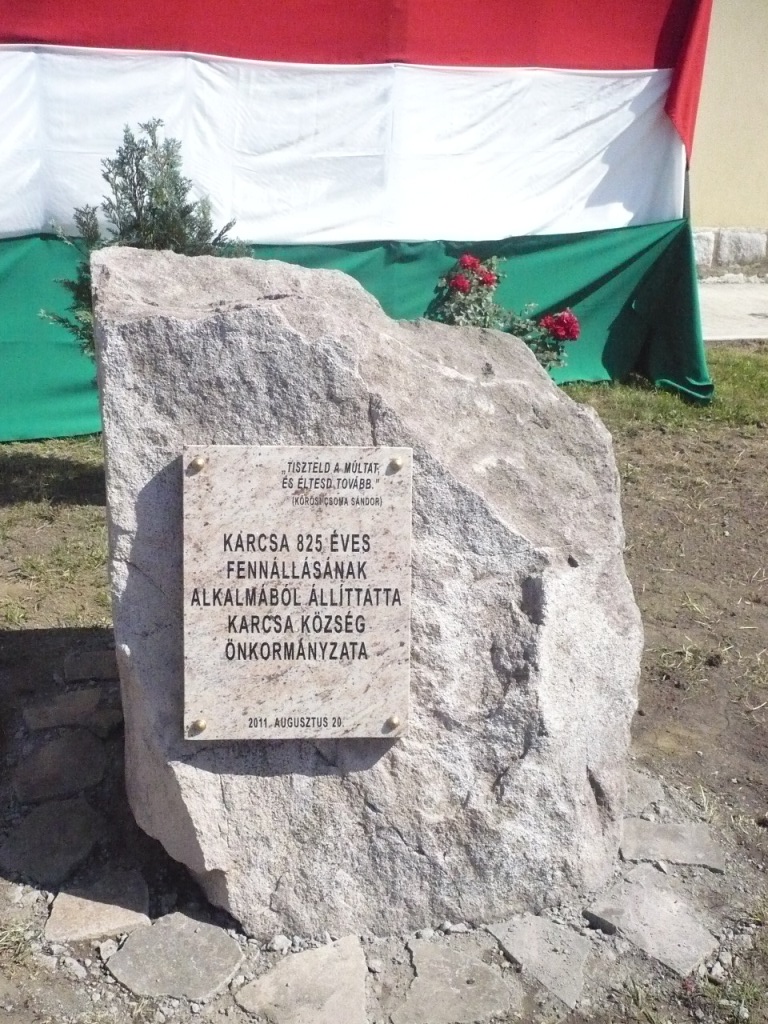 „TISZTELD A MÚLTAT,
ÉS ÉLTESD TOVÁBB.”
(KŐRÖSI CSOMA SÁNDOR)
KARCSA 825 ÉVES
FENNÁLLÁSÁNAK
ALKALMÁBÓL ÁLLÍTTATTA
KARCSA KÖZSÉG
ÖNKORMÁNYZATA
2011. AUGUSZTUS 20.